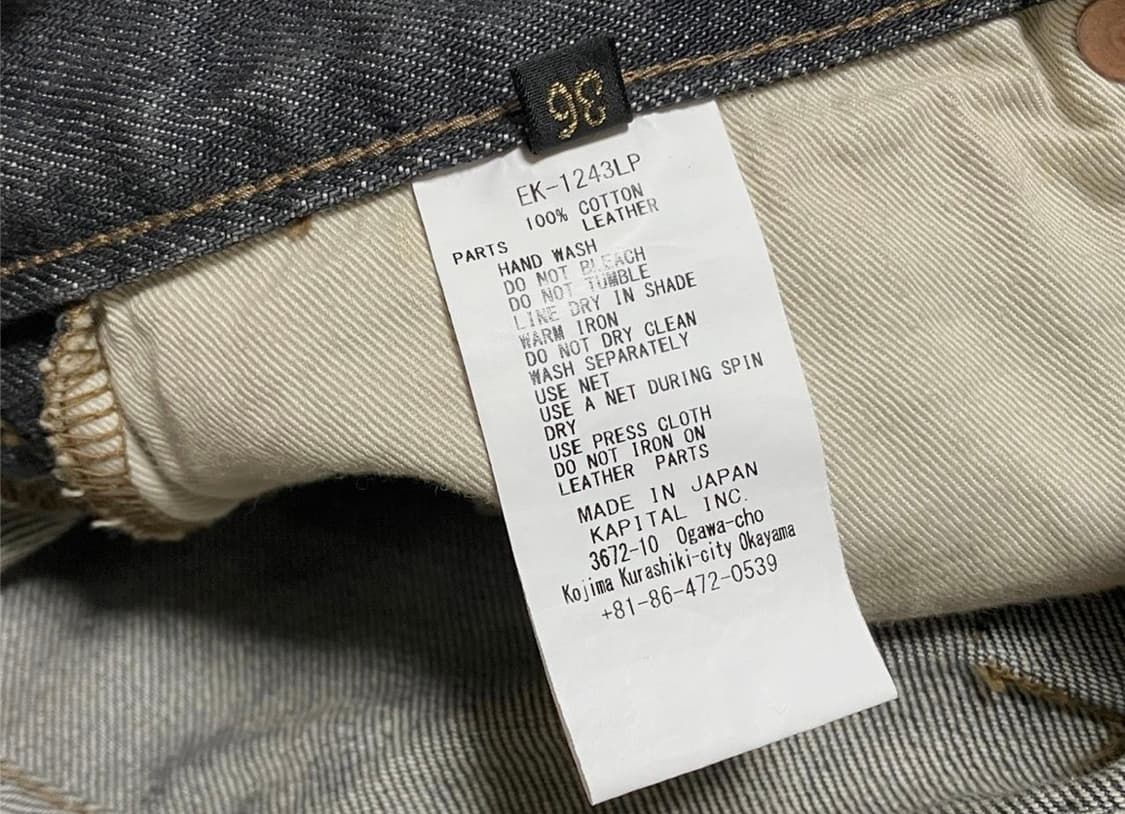 36
EK-1243LP
100% COTTON
PARTS LEATHER
HAND WASH
DO NOT BLEACH
DO NOT TUMBLE
LINE DRY IN SHADE
WARM IRON
DO NOT DRY CLEAN
WASH SEPARATELY
USE NET
USE A NET DURING SPIN
DRY
USE PRESS CLOTH
DO NOT IRON ON
LEATHER PARTS
MADE IN JAPAN
KAPITAL INC.
3672-10 Ogawa-cho
Kojima Kurashiki-city Okayama
+81-86-472-0539